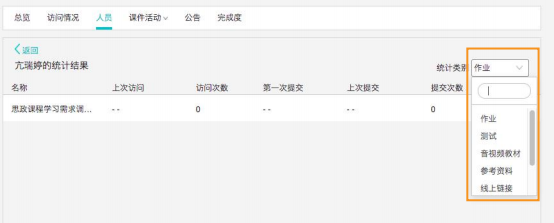 总览 访问情况 人员 课件活动 公告 完成度
返回
亢瑞婷的统计结果
统计类别 作业
名称 上次访问 访问次数 第一次提交 上次提交 提交次数
思政课程学习需求调... -- 0 -- -- 0
作业
测试
音视频教材
参考资料
线上链接